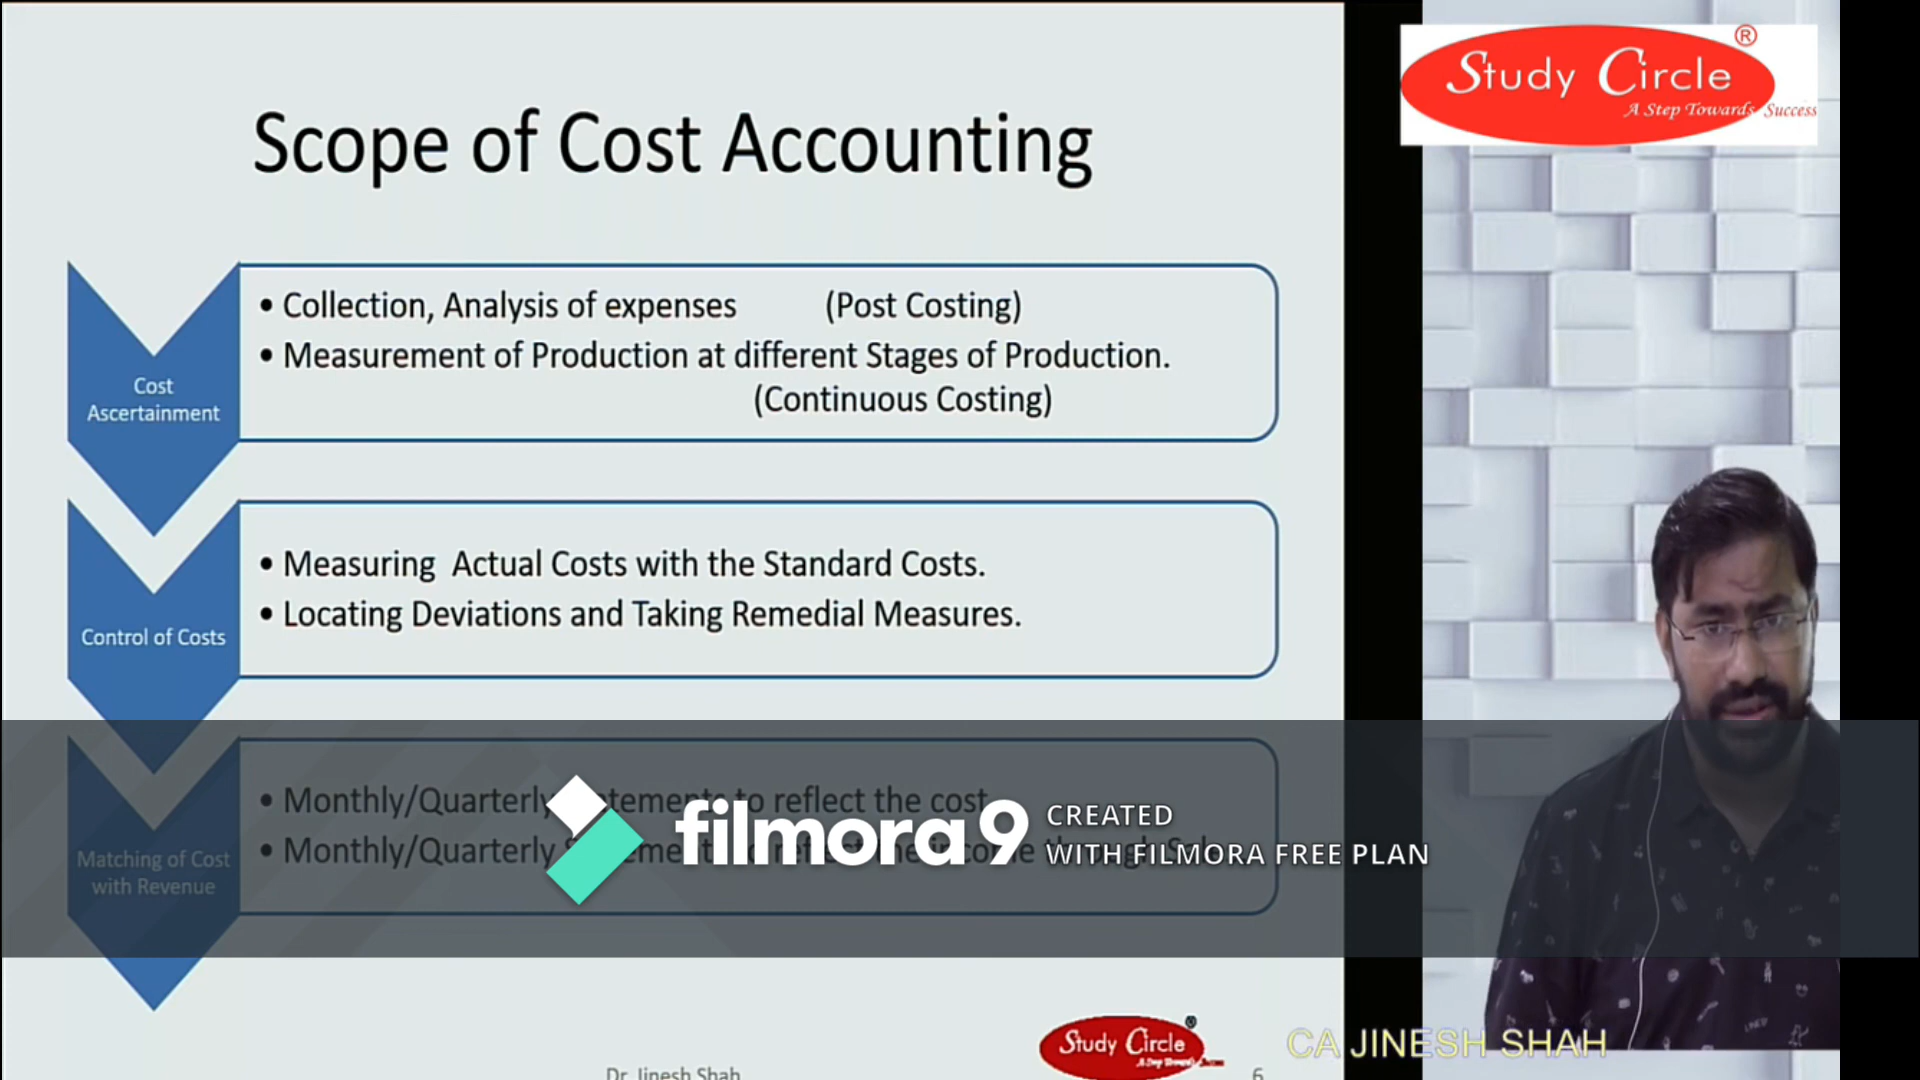 Scope of Cost Accounting
Study Circle ®
A Step Towards Success
• Collection, Analysis of expenses (Post Costing)
• Measurement of Production at different Stages of Production.
(Continuous Costing)
Cost
Ascertainment
• Measuring Actual Costs with the Standard Costs.
• Locating Deviations and Taking Remedial Measures.
Control of Costs
• Monthly/Quarterly to reflect the cost
• Monthly/Quarterly
Matching of Cost
with Revenue
filmora9
CREATED
WITH FILMORA FREE PLAN
Study Circle ®
CA JINESH SHAH
Dr. Jinesh Shah
6